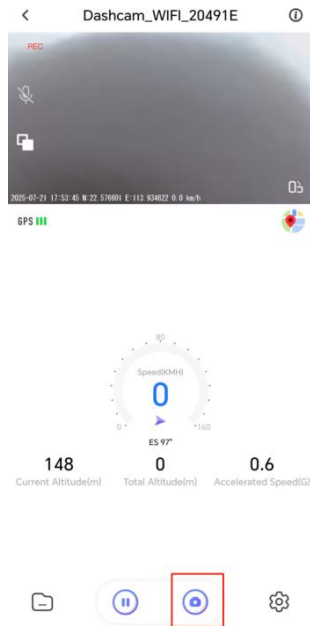 Dashcam_WIFI_20491E
REC
2025-07-21 17:53:45 N:22.576601 E:113.934622 0.0 km/h
GPS
80
Speed(KMH)
0
0
160
ES 97°
148 0 0.6
Current Altitude(m) Total Altitude(m) Accelerated Speed(G)